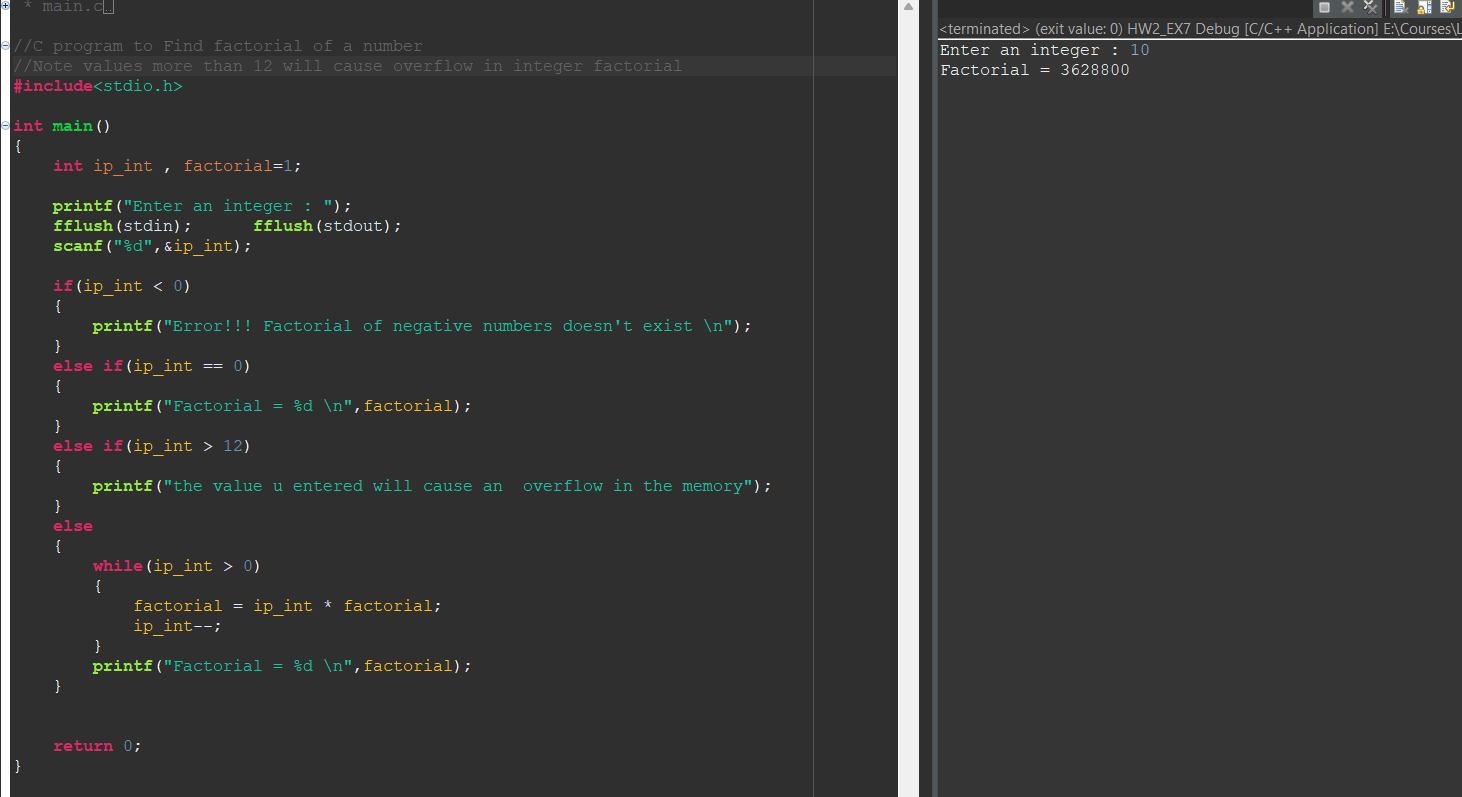 * main.c..
//C program to Find factorial of a number
//Note values more than 12 will cause overflow in integer factorial
#include<stdio.h>
int main()
{
    int ip_int , factorial=1;
    printf("Enter an integer : ");
    fflush(stdin);      fflush(stdout);
    scanf("%d",&ip_int);
    if(ip_int < 0)
    {
        printf("Error!!! Factorial of negative numbers doesn't exist \n");
    }
    else if(ip_int == 0)
    {
        printf("Factorial = %d \n",factorial);
    }
    else if(ip_int > 12)
    {
        printf("the value u entered will cause an  overflow in the memory");
    }
    else
    {
        while(ip_int > 0)
        {
            factorial = ip_int * factorial;
            ip_int--;
        }
        printf("Factorial = %d \n",factorial);
    }
    return 0;
}
<terminated> (exit value: 0) HW2_EX7 Debug [C/C++ Application] E:\Courses\L
Enter an integer : 10
Factorial = 3628800